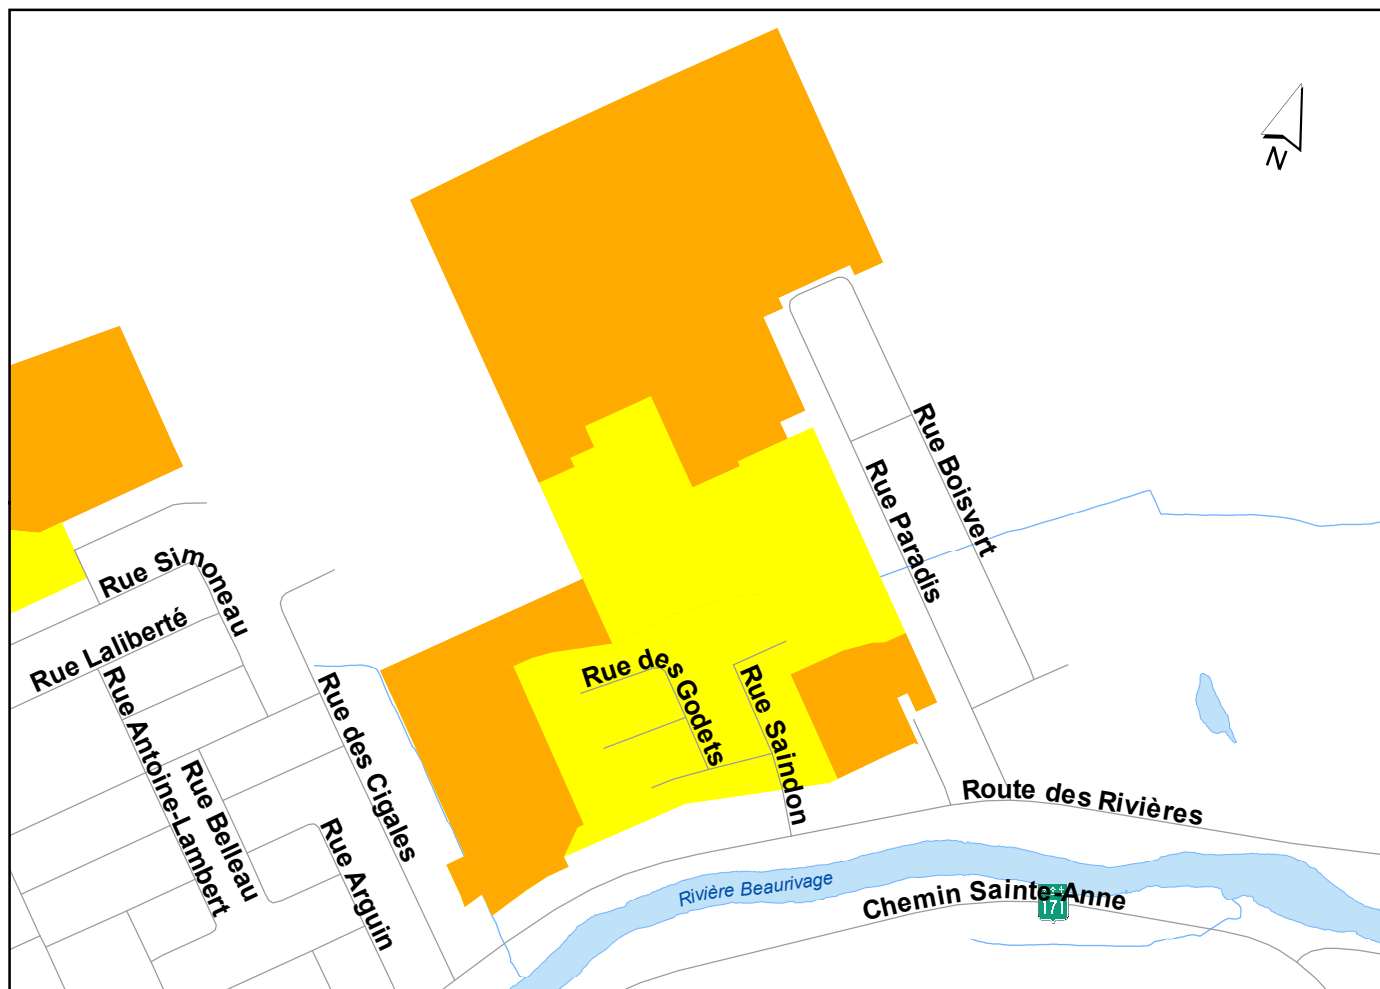 N
Rue Boisvert
Rue Paradis
Rue Simoneau
Rue Laliberté
Rue des Godets
Rue Saindon
Rue Antoine-Lambert
Rue des Cigales
Rue Belleau
Rue Arguin
Route des Rivières
Rivière Beaurivage
Chemin Sainte-Anne
171